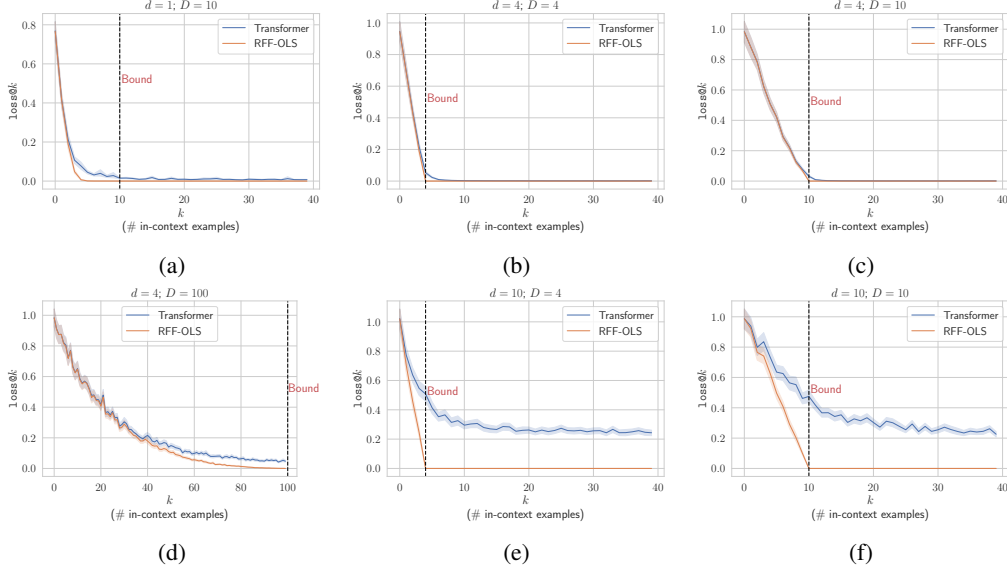 d = 1; D = 10
loss@k
0.8
0.6
0.4
0.2
0.0
Transformer
RFF-OLS
Bound
0 10 20 30 40
k
(# in-context examples)
(a)
d = 4; D = 4
loss@k
1.0
0.8
0.6
0.4
0.2
0.0
Transformer
RFF-OLS
Bound
0 10 20 30 40
k
(# in-context examples)
(b)
d = 4; D = 10
loss@k
1.0
0.8
0.6
0.4
0.2
0.0
Transformer
RFF-OLS
Bound
0 10 20 30 40
k
(# in-context examples)
(c)
d = 4; D = 100
loss@k
1.0
0.8
0.6
0.4
0.2
0.0
Transformer
RFF-OLS
Bound
0 20 40 60 80 100
k
(# in-context examples)
(d)
d = 10; D = 4
loss@k
1.0
0.8
0.6
0.4
0.2
0.0
Transformer
RFF-OLS
Bound
0 10 20 30 40
k
(# in-context examples)
(e)
d = 10; D = 10
loss@k
1.0
0.8
0.6
0.4
0.2
0.0
Transformer
RFF-OLS
Bound
0 10 20 30 40
k
(# in-context examples)
(f)